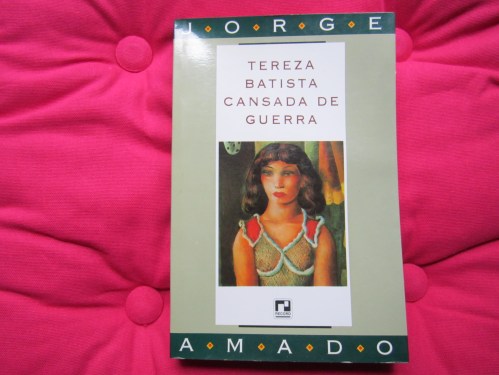 JORGE
TEREZA
BATISTA
CANSADA DE
GUERRA
AMADO